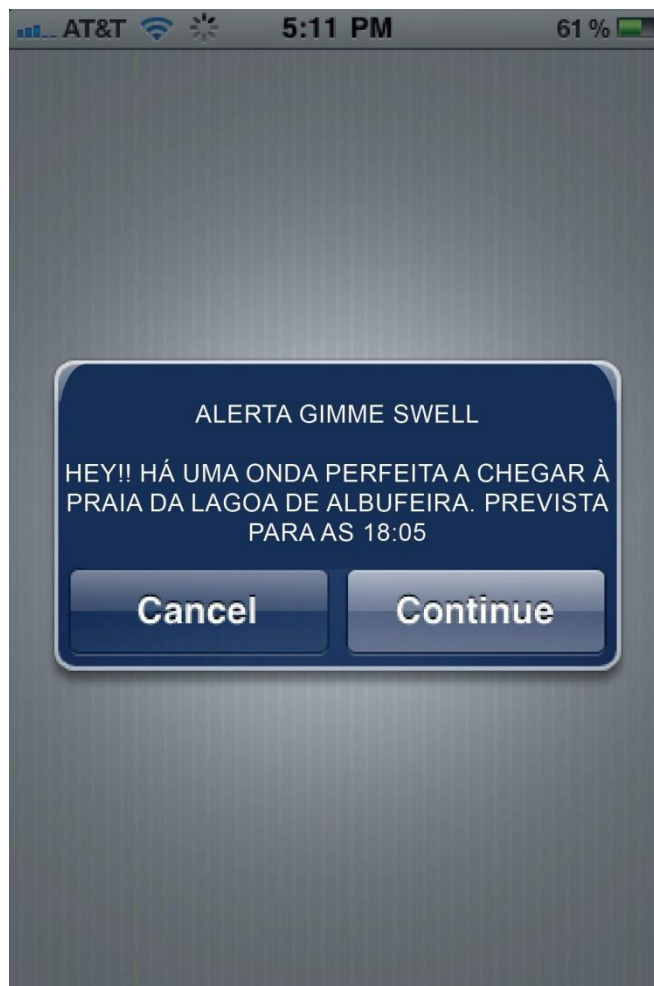 AT&T 5:11 PM 61 %
ALERTA GIMME SWELL
HEY!! HÁ UMA ONDA PERFEITA A CHEGAR À
PRAIA DA LAGOA DE ALBUFEIRA. PREVISTA
PARA AS 18:05
Cancel Continue